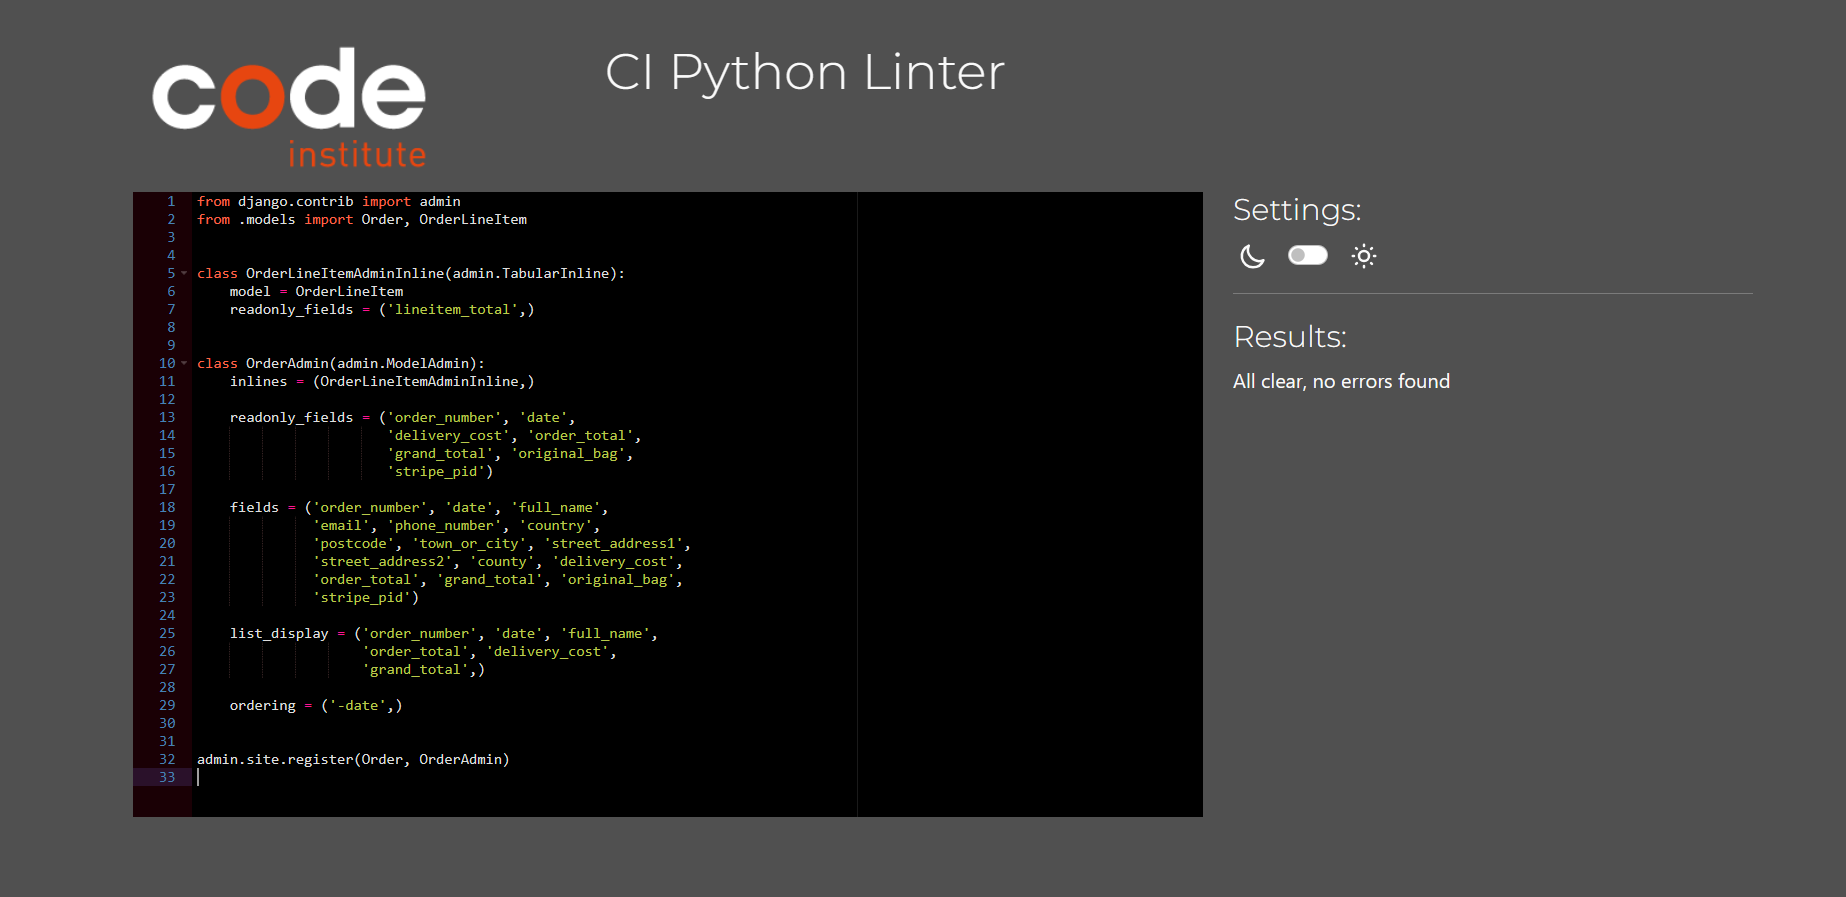 code
institute
CI Python Linter
1 from django.contrib import admin
2 from .models import Order, OrderLineItem
3
4
5 class OrderLineItemAdminInline(admin.TabularInline):
6     model = OrderLineItem
7     readonly_fields = ('lineitem_total',)
8
9
10 class OrderAdmin(admin.ModelAdmin):
11     inlines = (OrderLineItemAdminInline,)
12
13     readonly_fields = ('order_number', 'date',
14                        'delivery_cost', 'order_total',
15                        'grand_total', 'original_bag',
16                        'stripe_pid')
17
18     fields = ('order_number', 'date', 'full_name',
19               'email', 'phone_number', 'country',
20               'postcode', 'town_or_city', 'street_address1',
21               'street_address2', 'county', 'delivery_cost',
22               'order_total', 'grand_total', 'original_bag',
23               'stripe_pid')
24
25     list_display = ('order_number', 'date', 'full_name',
26                     'order_total', 'delivery_cost',
27                     'grand_total',)
28
29     ordering = ('-date',)
30
31
32 admin.site.register(Order, OrderAdmin)
33
Settings:
Results:
All clear, no errors found